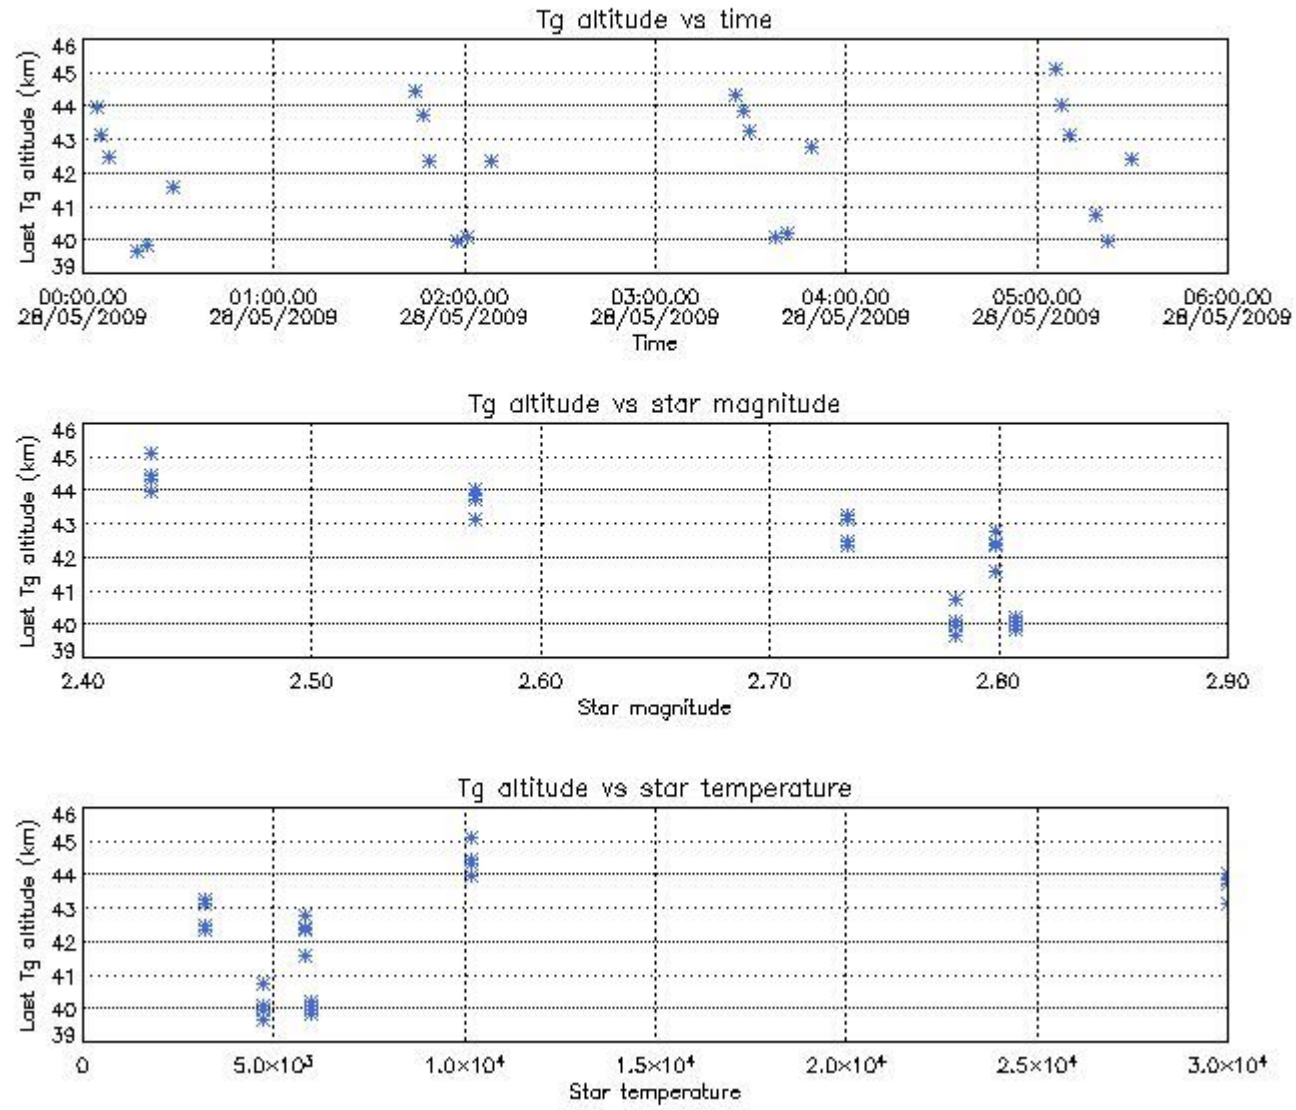 Tg altitude vs time
Last Tg altitude (km)
46
45
44
43
42
41
40
39
00:00.00 01:00.00 02:00.00 03:00.00 04:00.00 05:00.00 06:00.00
28/05/2009 28/05/2009 28/05/2009 28/05/2009 28/05/2009 28/05/2009 28/05/2009
Time
Tg altitude vs star magnitude
Last Tg altitude (km)
46
45
44
43
42
41
40
39
2.40 2.50 2.60 2.70 2.80 2.90
Star magnitude
Tg altitude vs star temperature
Last Tg altitude (km)
46
45
44
43
42
41
40
39
0 5.0×10³ 1.0×10⁴ 1.5×10⁴ 2.0×10⁴ 2.5×10⁴ 3.0×10⁴
Star temperature